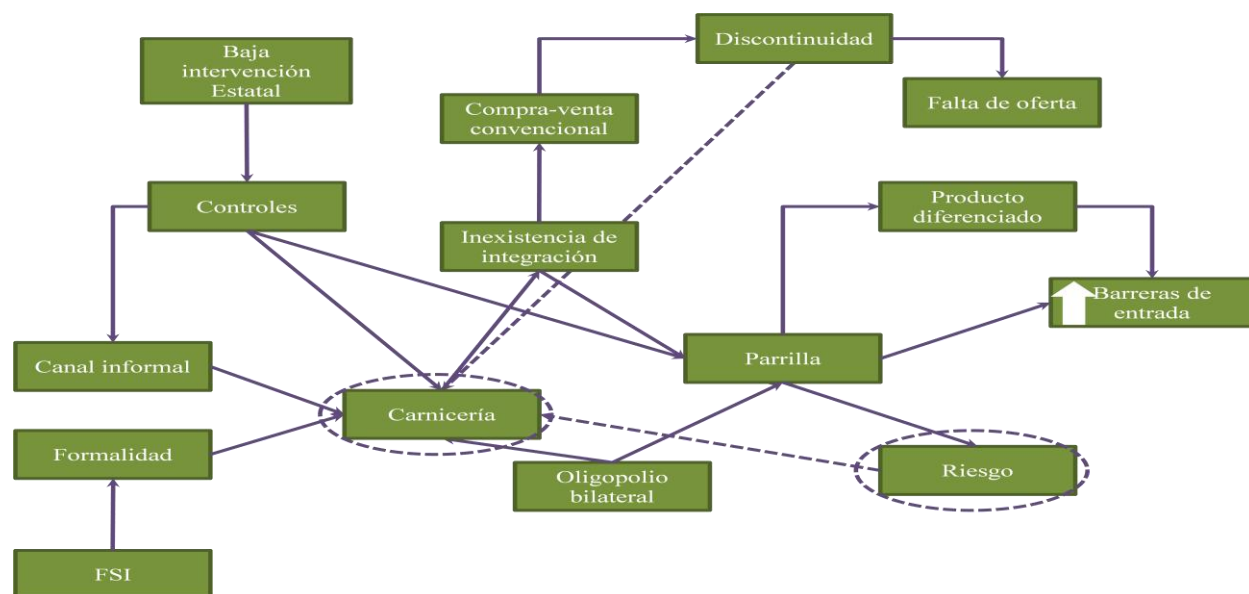 Baja
intervención
Estatal
Discontinuidad
Compra-venta
convencional
Falta de oferta
Controles
Producto
diferenciado
Inexistencia de
integración
Barreras de
entrada
Canal informal
Parrilla
Carnicería
Formalidad
Oligopolio
bilateral
Riesgo
FSI